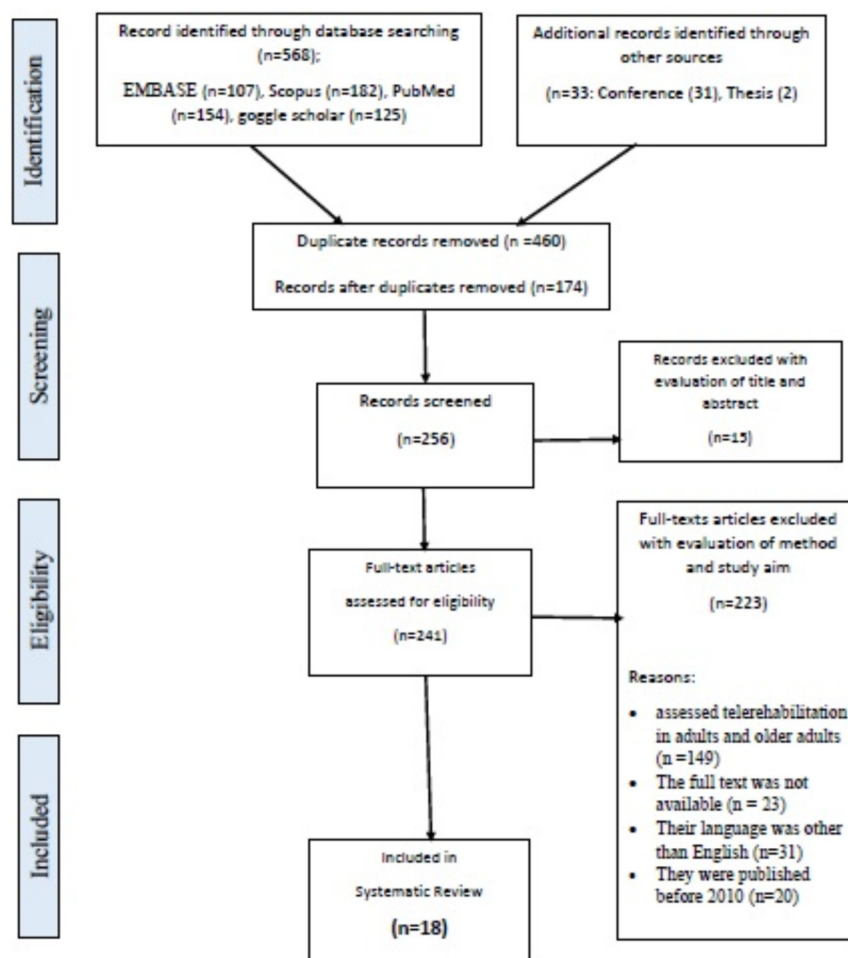 Identification
Record identified through database searching
(n=568);
EMBASE (n=107), Scopus (n=182), PubMed
(n=154), goggle scholar (n=125)
Additional records identified through
other sources
(n=33: Conference (31), Thesis (2)
Duplicate records removed (n =460)
Records after duplicates removed (n=174)
Screening
Records screened
(n=256)
Records excluded with
evaluation of title and
abstract
(n=15)
Eligibility
Full-text articles
assessed for eligibility
(n=241)
Full-texts articles excluded
with evaluation of method
and study aim
(n=223)
Reasons:
• assessed telerehabilitation
in adults and older adults
(n =149)
• The full text was not
available (n = 23)
• Their language was other
than English (n=31)
• They were published
before 2010 (n=20)
Included
Included in
Systematic Review
(n=18)